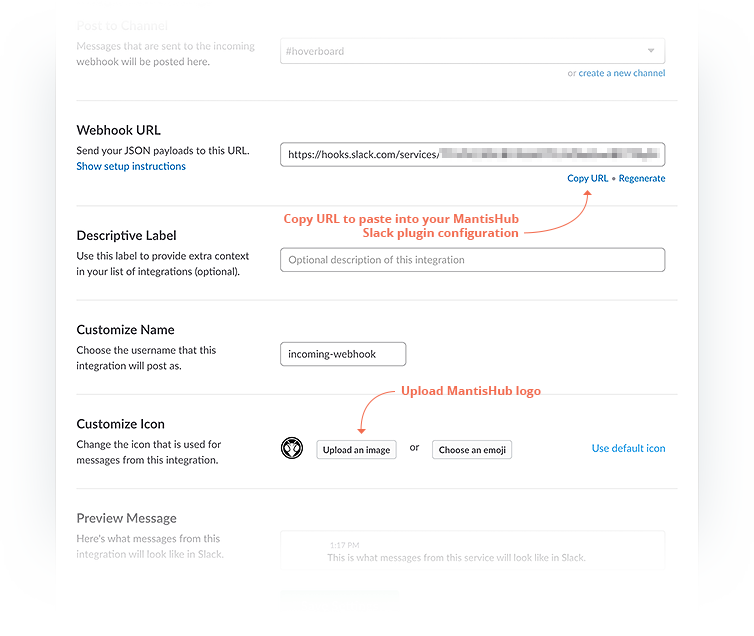 Post to Channel
Messages that are sent to the incoming
webhook will be posted here.
#hoverboard
or create a new channel
Webhook URL
Send your JSON payloads to this URL.
Show setup instructions
https://hooks.slack.com/services/
Copy URL • Regenerate
Copy URL to paste into your MantisHub
Slack plugin configuration
Descriptive Label
Use this label to provide extra context
in your list of integrations (optional).
Optional description of this integration
Customize Name
Choose the username that this
integration will post as.
incoming-webhook
Upload MantisHub logo
Customize Icon
Change the icon that is used for
messages from this integration.
Upload an image
or
Choose an emoji
Use default icon
Preview Message
Here's what messages from this
integration will look like in Slack.
1:17 PM
This is what messages from this service will look like in Slack.